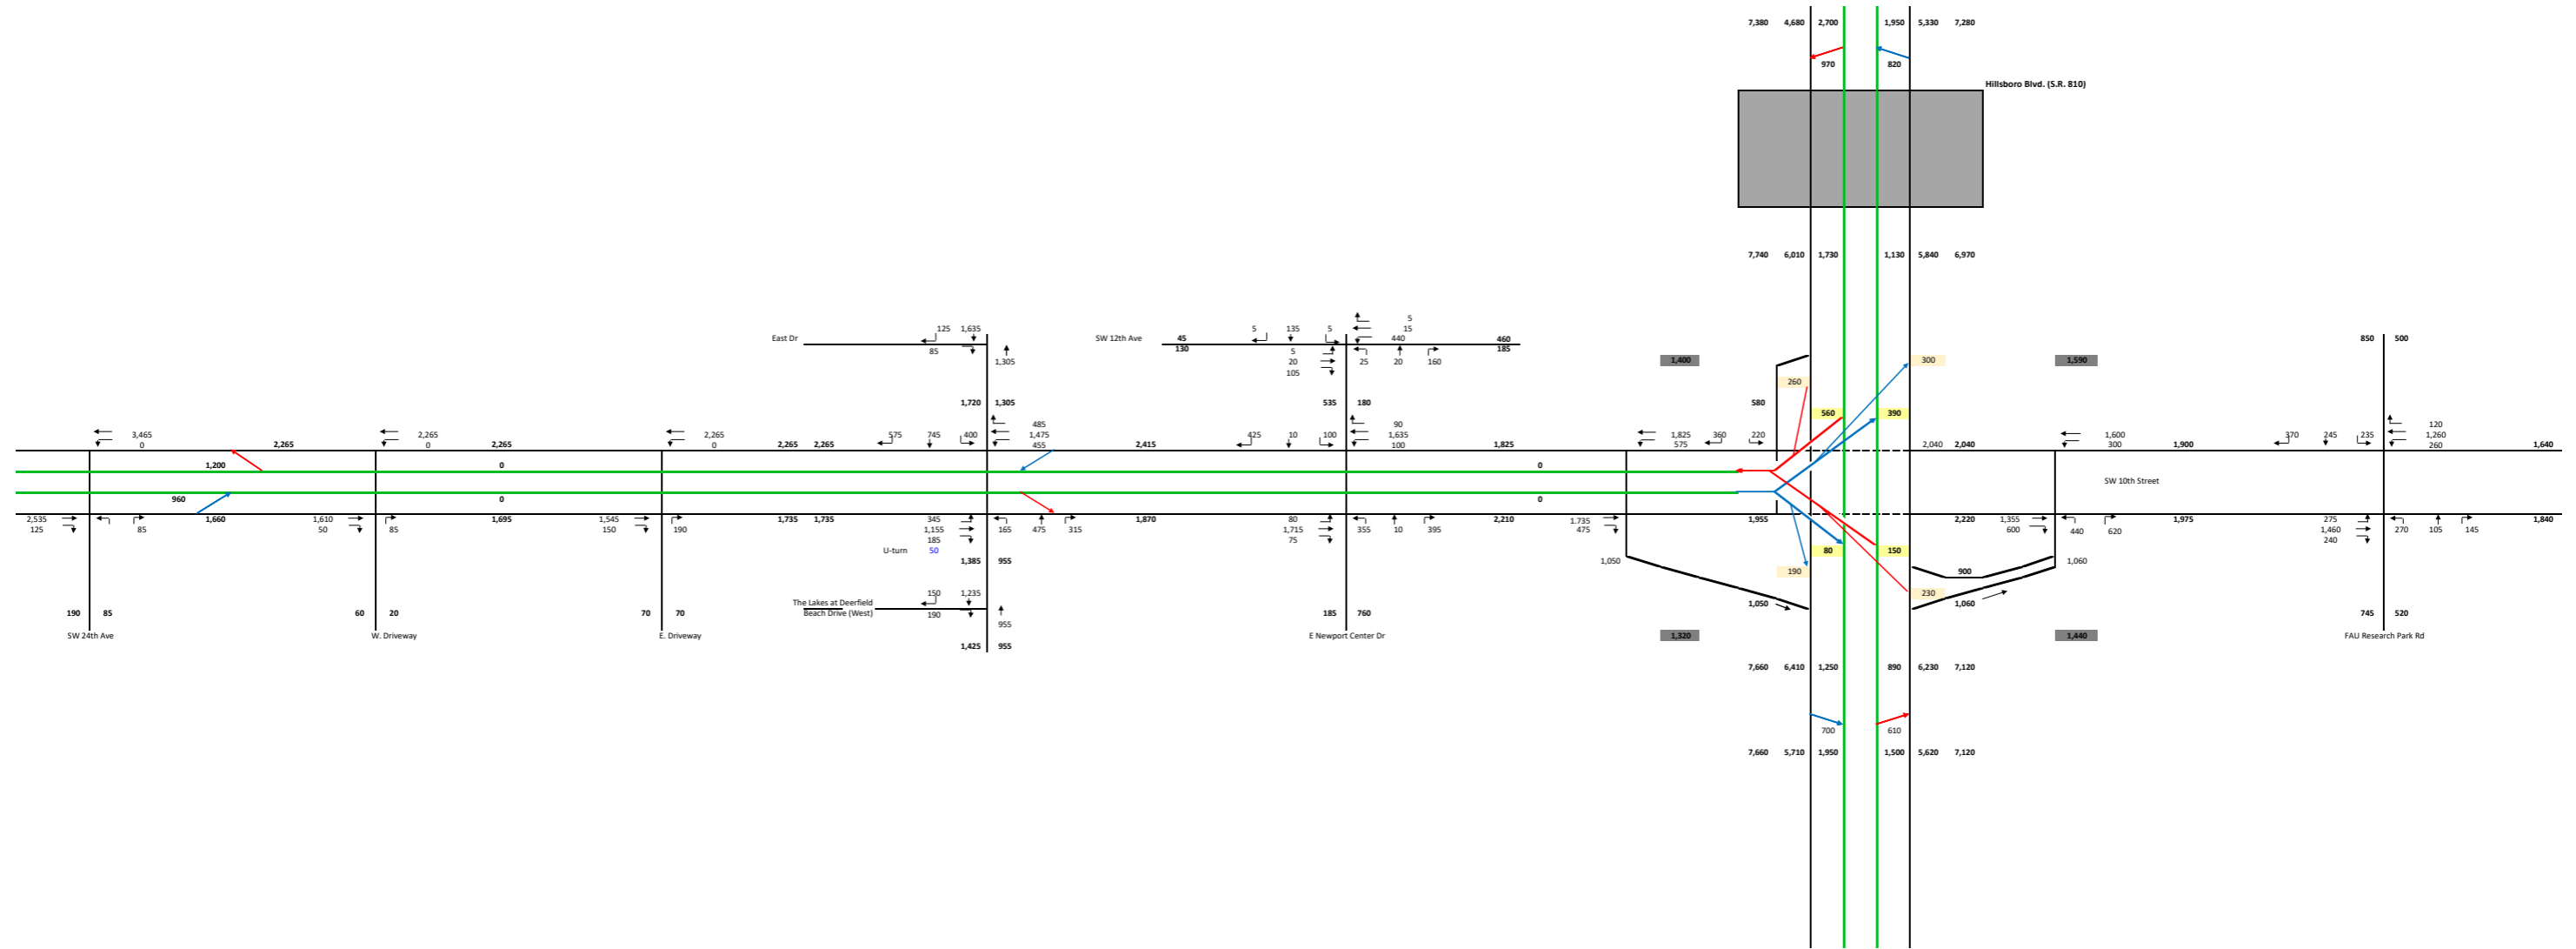 7,380 4,680 2,700 1,950 5,330 7,280
970 820
Hillsboro Blvd. (S.R. 810)
7,740 6,010 1,730 1,130 5,840 6,970
5
125 1,635 5 135 5 15
East Dr SW 12th Ave 45 440 460 850 500
85 130 5 185
1,305 20 25 20 160 1,400 300 1,590
105
260
1,720 1,305 535 180 580
560 390
485 90
3,465 2,265 2,265 575 745 400 1,475 425 10 100 1,635 1,825 360 220 1,600 370 245 235 120
0 2,265 0 2,265 0 2,265 2,265 455 2,415 100 1,825 575 2,040 2,040 300 1,900 1,260 1,640
260
1,200 0 0
SW 10th Street
960 0 0
2,535 85 1,660 1,610 85 1,695 1,545 190 1,735 1,735 345 165 475 315 1,870 80 355 10 395 2,210 1.735 1,955 2,220 1,355 440 620 1,975 275 270 105 145 1,840
125 50 150 1,155 1,715 475 600 1,460
185 75 240
U-turn 50 80 150
1,385 955 1,050 1,060
190 900
The Lakes at Deerfield 150 1,235 230
Beach Drive (West) 190 1,050 1,060
190 85 60 20 70 70 955 185 760 745 520
SW 24th Ave W. Driveway E. Driveway E Newport Center Dr 1,320 1,440 FAU Research Park Rd
1,425 955
7,660 6,410 1,250 890 6,230 7,120
700 610
7,660 5,710 1,950 1,500 5,620 7,120